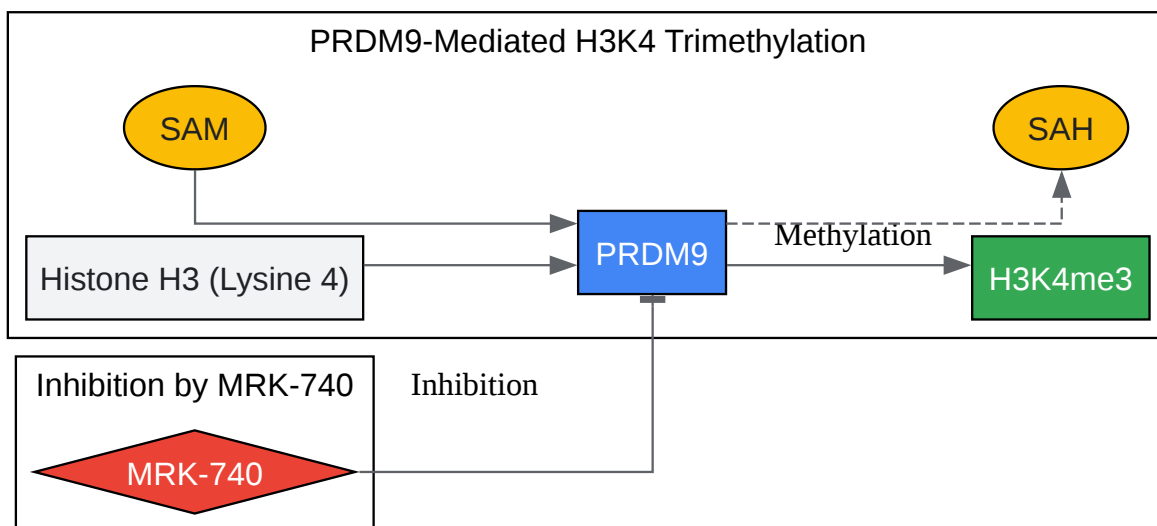 PRDM9-Mediated H3K4 Trimethylation
SAM
SAH
PRDM9
Methylation
Histone H3 (Lysine 4)
H3K4me3
Inhibition by MRK-740
Inhibition
MRK-740